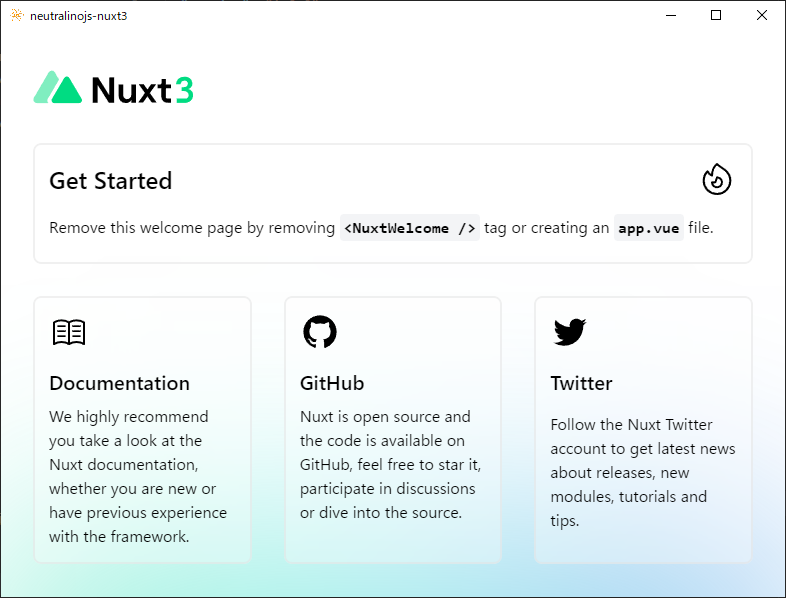 neutralinojs-nuxt3
Nuxt3
Get Started
Remove this welcome page by removing <NuxtWelcome /> tag or creating an app.vue file.
Documentation
We highly recommend
you take a look at the
Nuxt documentation,
whether you are new or
have previous experience
with the framework.
GitHub
Nuxt is open source and
the code is available on
GitHub, feel free to star it,
participate in discussions
or dive into the source.
Twitter
Follow the Nuxt Twitter
account to get latest news
about releases, new
modules, tutorials and
tips.